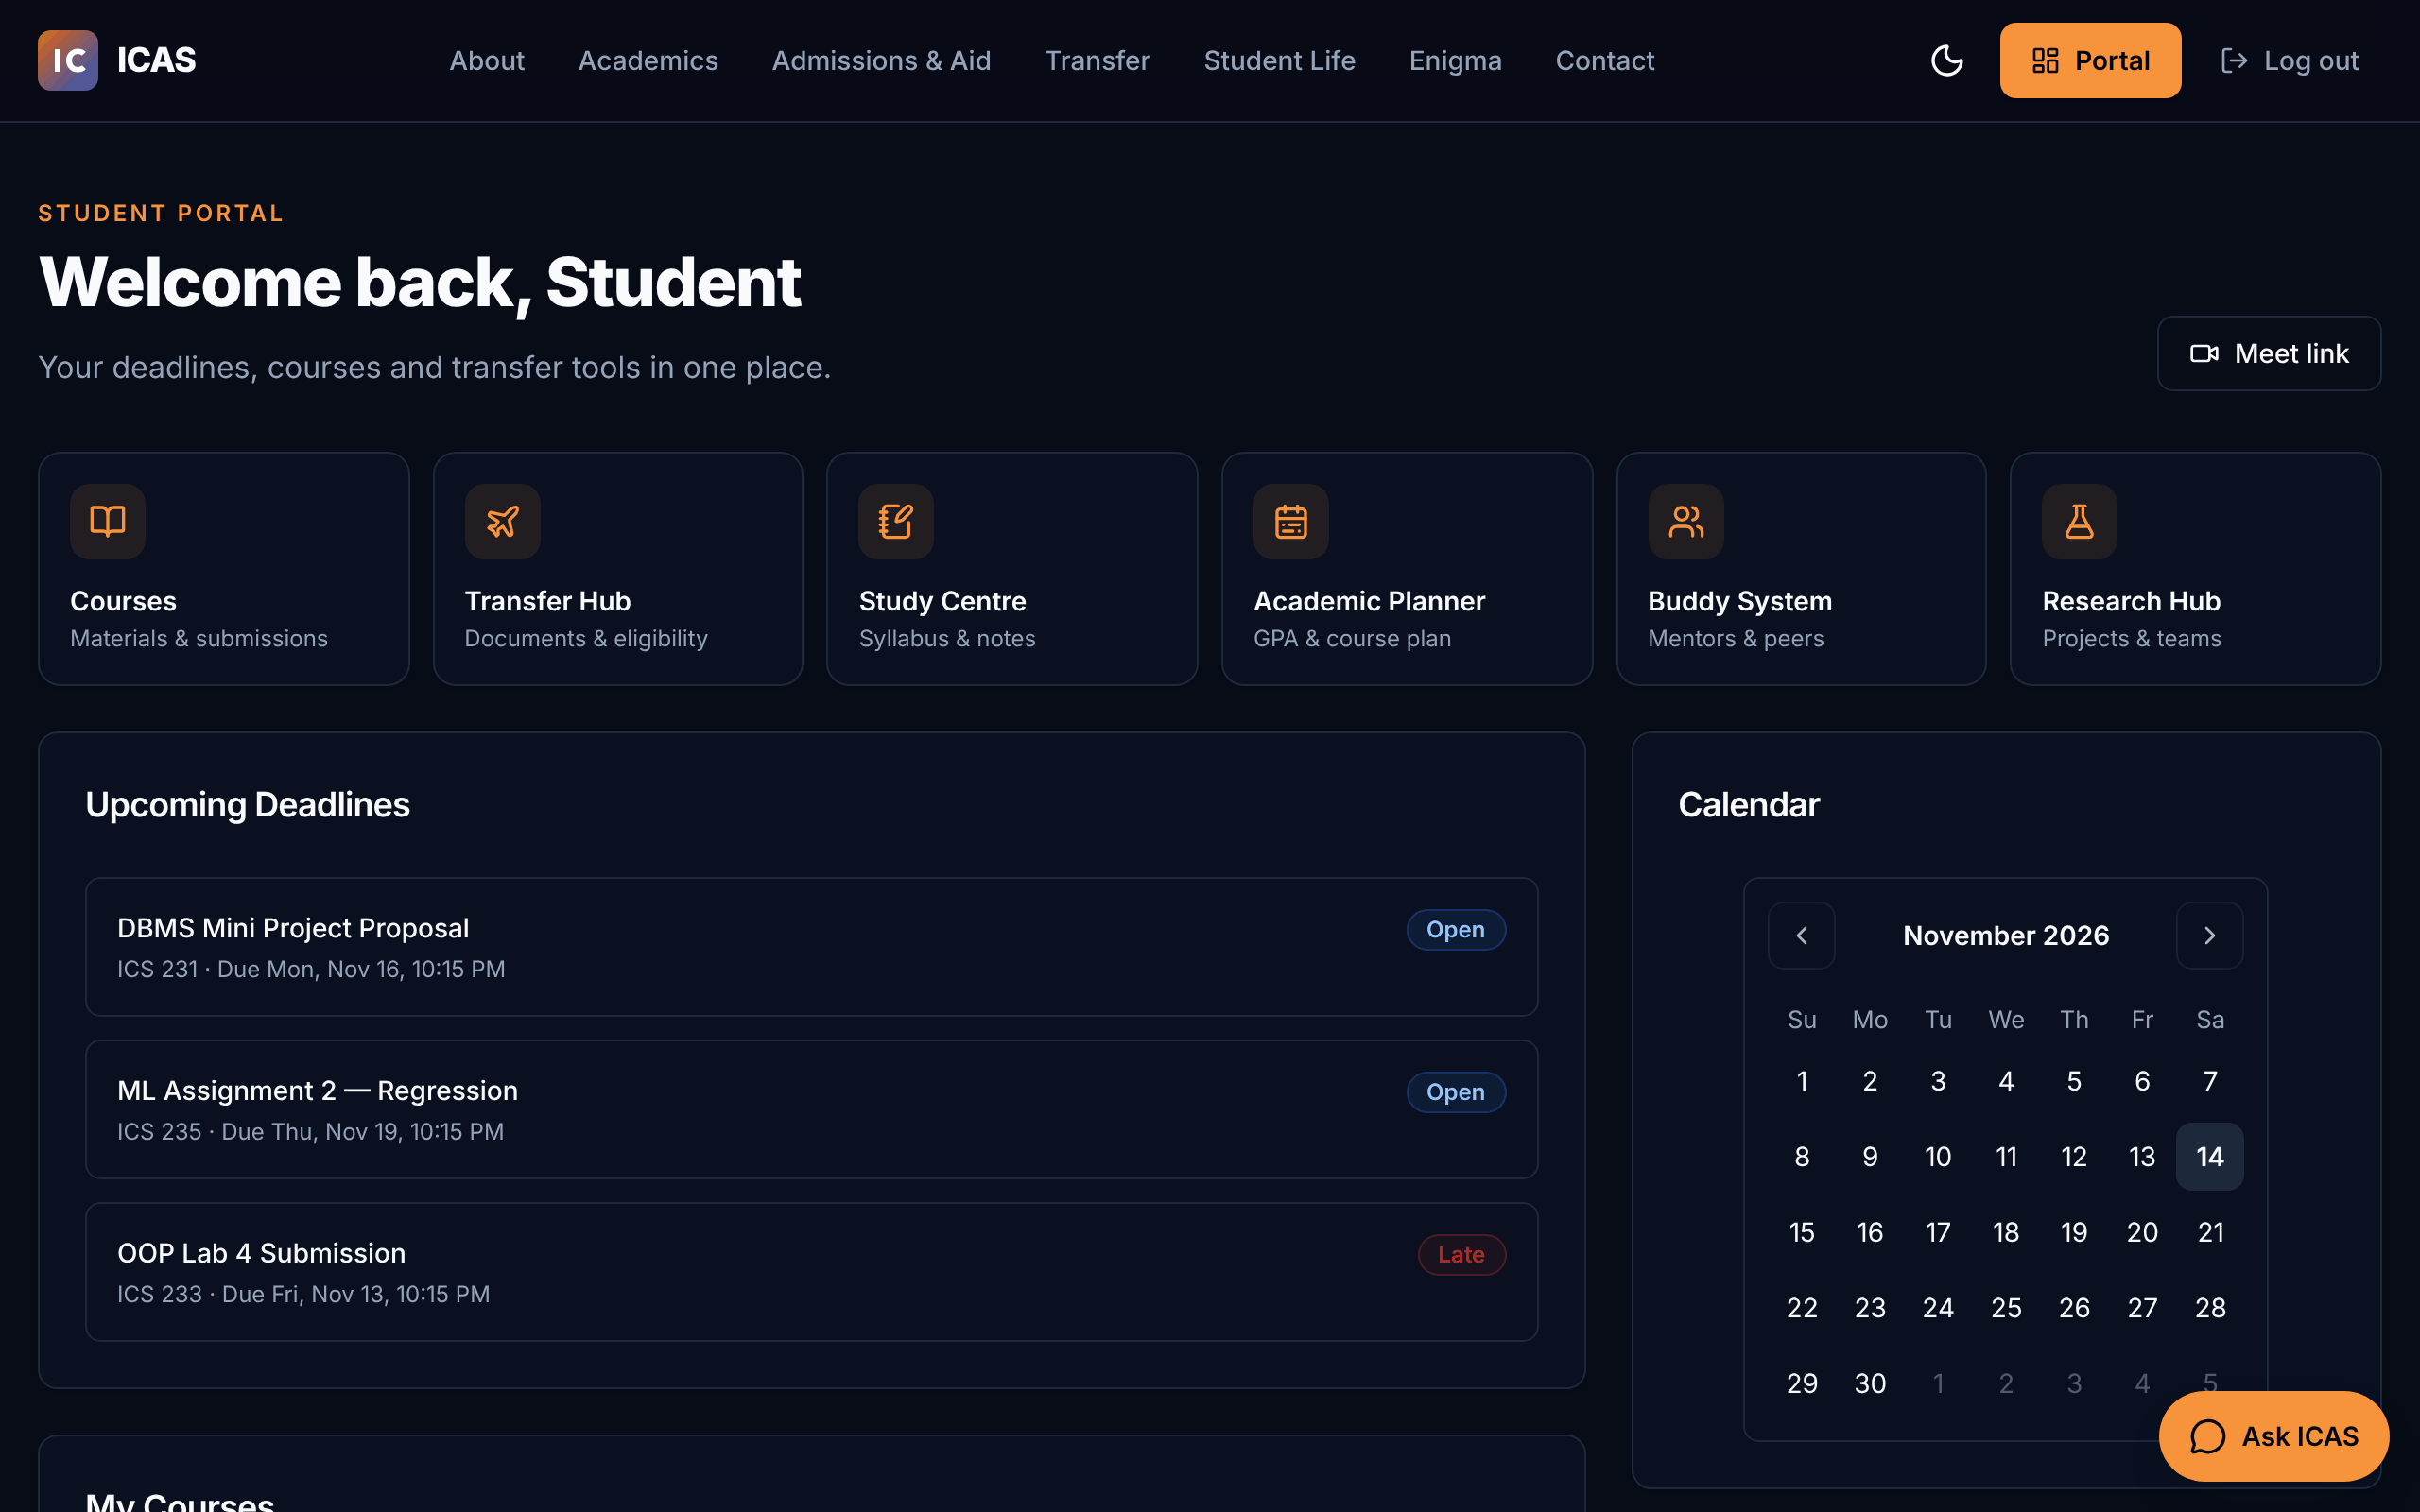 IC ICAS
About Academics Admissions & Aid Transfer Student Life Enigma Contact
Portal Log out
STUDENT PORTAL
Welcome back, Student
Your deadlines, courses and transfer tools in one place.
Meet link
Courses
Materials & submissions
Transfer Hub
Documents & eligibility
Study Centre
Syllabus & notes
Academic Planner
GPA & course plan
Buddy System
Mentors & peers
Research Hub
Projects & teams
Upcoming Deadlines
DBMS Mini Project Proposal
Open
ICS 231 · Due Mon, Nov 16, 10:15 PM
ML Assignment 2 — Regression
Open
ICS 235 · Due Thu, Nov 19, 10:15 PM
OOP Lab 4 Submission
Late
ICS 233 · Due Fri, Nov 13, 10:15 PM
My Courses
Calendar
November 2026
Su Mo Tu We Th Fr Sa
1 2 3 4 5 6 7
8 9 10 11 12 13 14
15 16 17 18 19 20 21
22 23 24 25 26 27 28
29 30 1 2 3 4 5
Ask ICAS